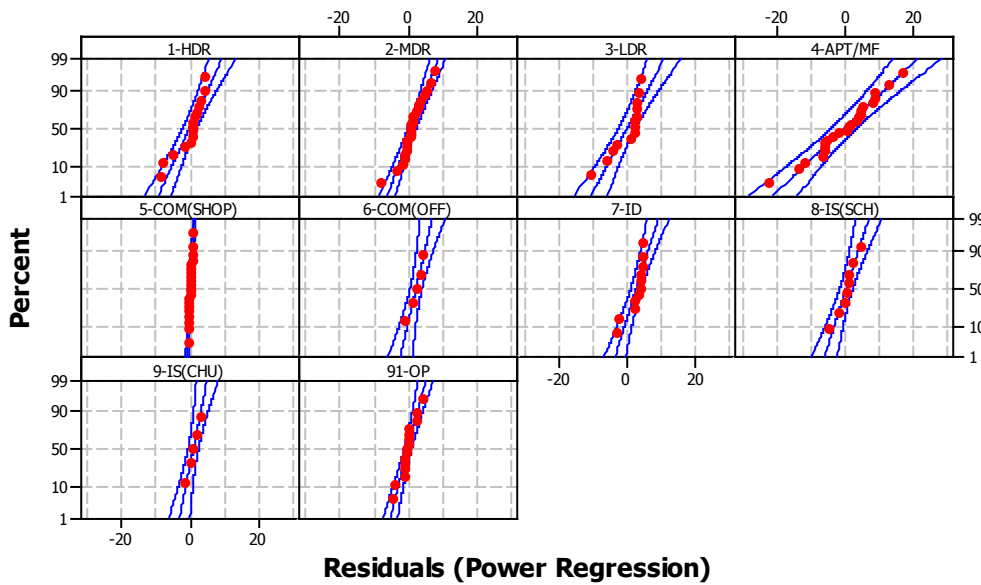 -20 0 20 -20 0 20
1-HDR 2-MDR 3-LDR 4-APT/MF
99
90
50
10
1
5-COM(SHOP) 6-COM(OFF) 7-ID 8-IS(SCH)
99
90
50
10
1
9-IS(CHU) 91-OP
99
90
50
10
1
-20 0 20 -20 0 20
Percent
Residuals (Power Regression)